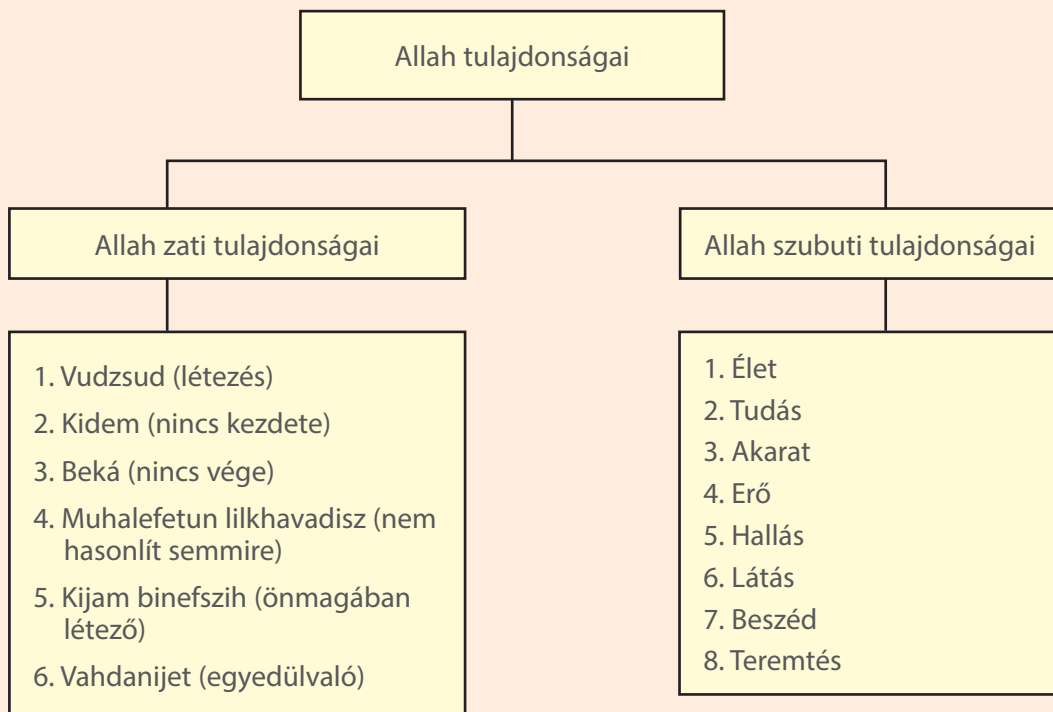 Allah tulajdonságai
Allah zati tulajdonságai
1. Vudzsud (létezés)
2. Kidem (nincs kezdete)
3. Beká (nincs vége)
4. Muhalefetun lilkhavadisz (nem
hasonlít semmire)
5. Kijam binefszih (önmagában
létező)
6. Vahdanijet (egyedülvaló)
Allah szubuti tulajdonságai
1. Élet
2. Tudás
3. Akarat
4. Erő
5. Hallás
6. Látás
7. Beszéd
8. Teremtés